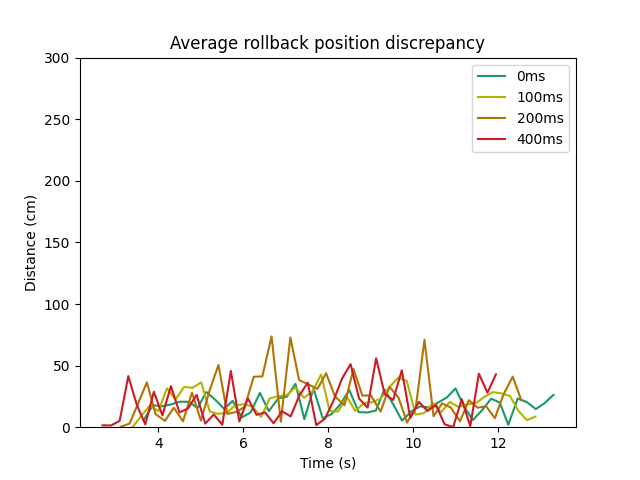 Average rollback position discrepancy
300
250
200
150
100
50
0
Distance (cm)
0ms
100ms
200ms
400ms
4
6
8
10
12
Time (s)